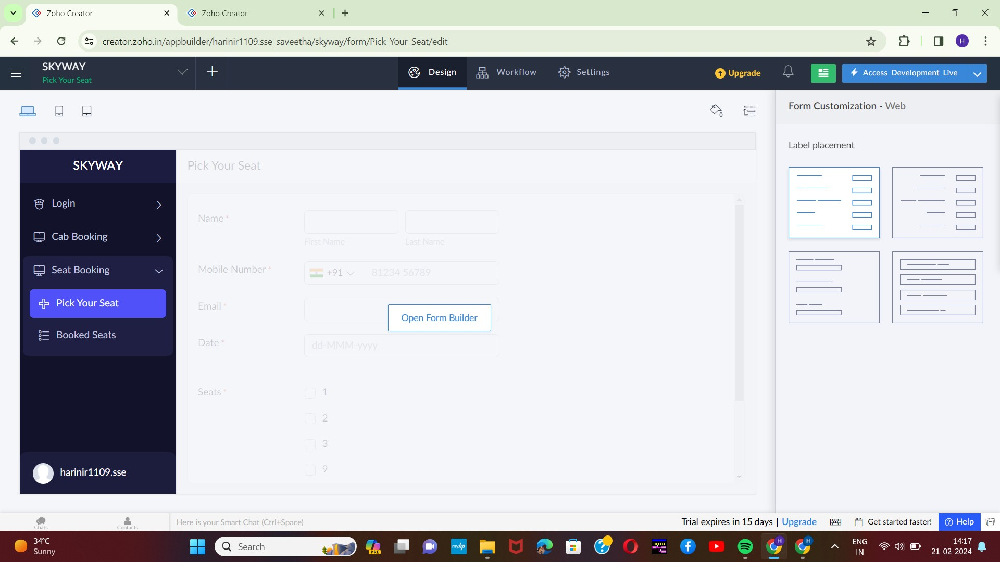 Zoho Creator
Zoho Creator
creator.zoho.in/appbuilder/harinir1109.sse_saveetha/skyway/form/Pick_Your_Seat/edit
H
SKYWAY
Pick Your Seat
Design
Workflow
Settings
Upgrade
Access Development Live
Form Customization - Web
Label placement
SKYWAY
Login
Cab Booking
Seat Booking
Pick Your Seat
Booked Seats
harinir1109.sse
Pick Your Seat
Name *
First Name
Last Name
Mobile Number *
+91
81234 56789
Email *
Open Form Builder
Date *
dd-MMM-yyyy
Seats *
1
2
3
9
Chats
Contacts
Here is your Smart Chat (Ctrl+Space)
Trial expires in 15 days | Upgrade
Get started faster!
Help
34°C
Sunny
Search
PRE
myhp
DATA
H
H
ENG
IN
14:17
21-02-2024